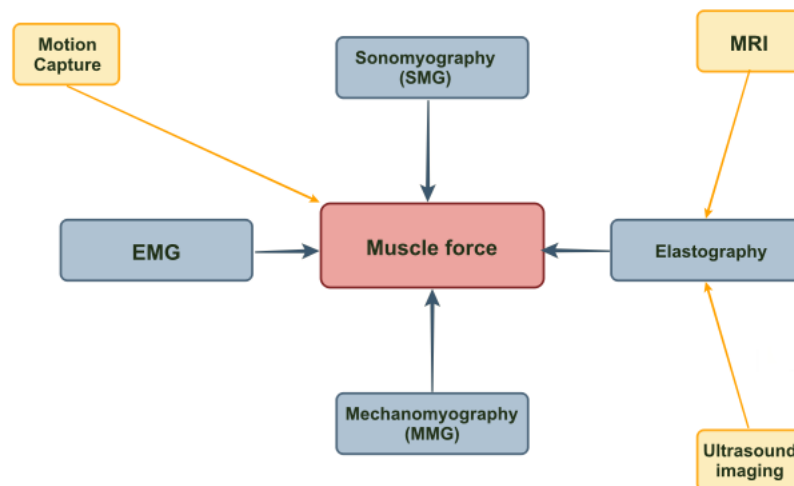 Motion
Capture
Sonomyography
(SMG)
MRI
EMG
Muscle force
Elastography
Mechanomyography
(MMG)
Ultrasound
imaging